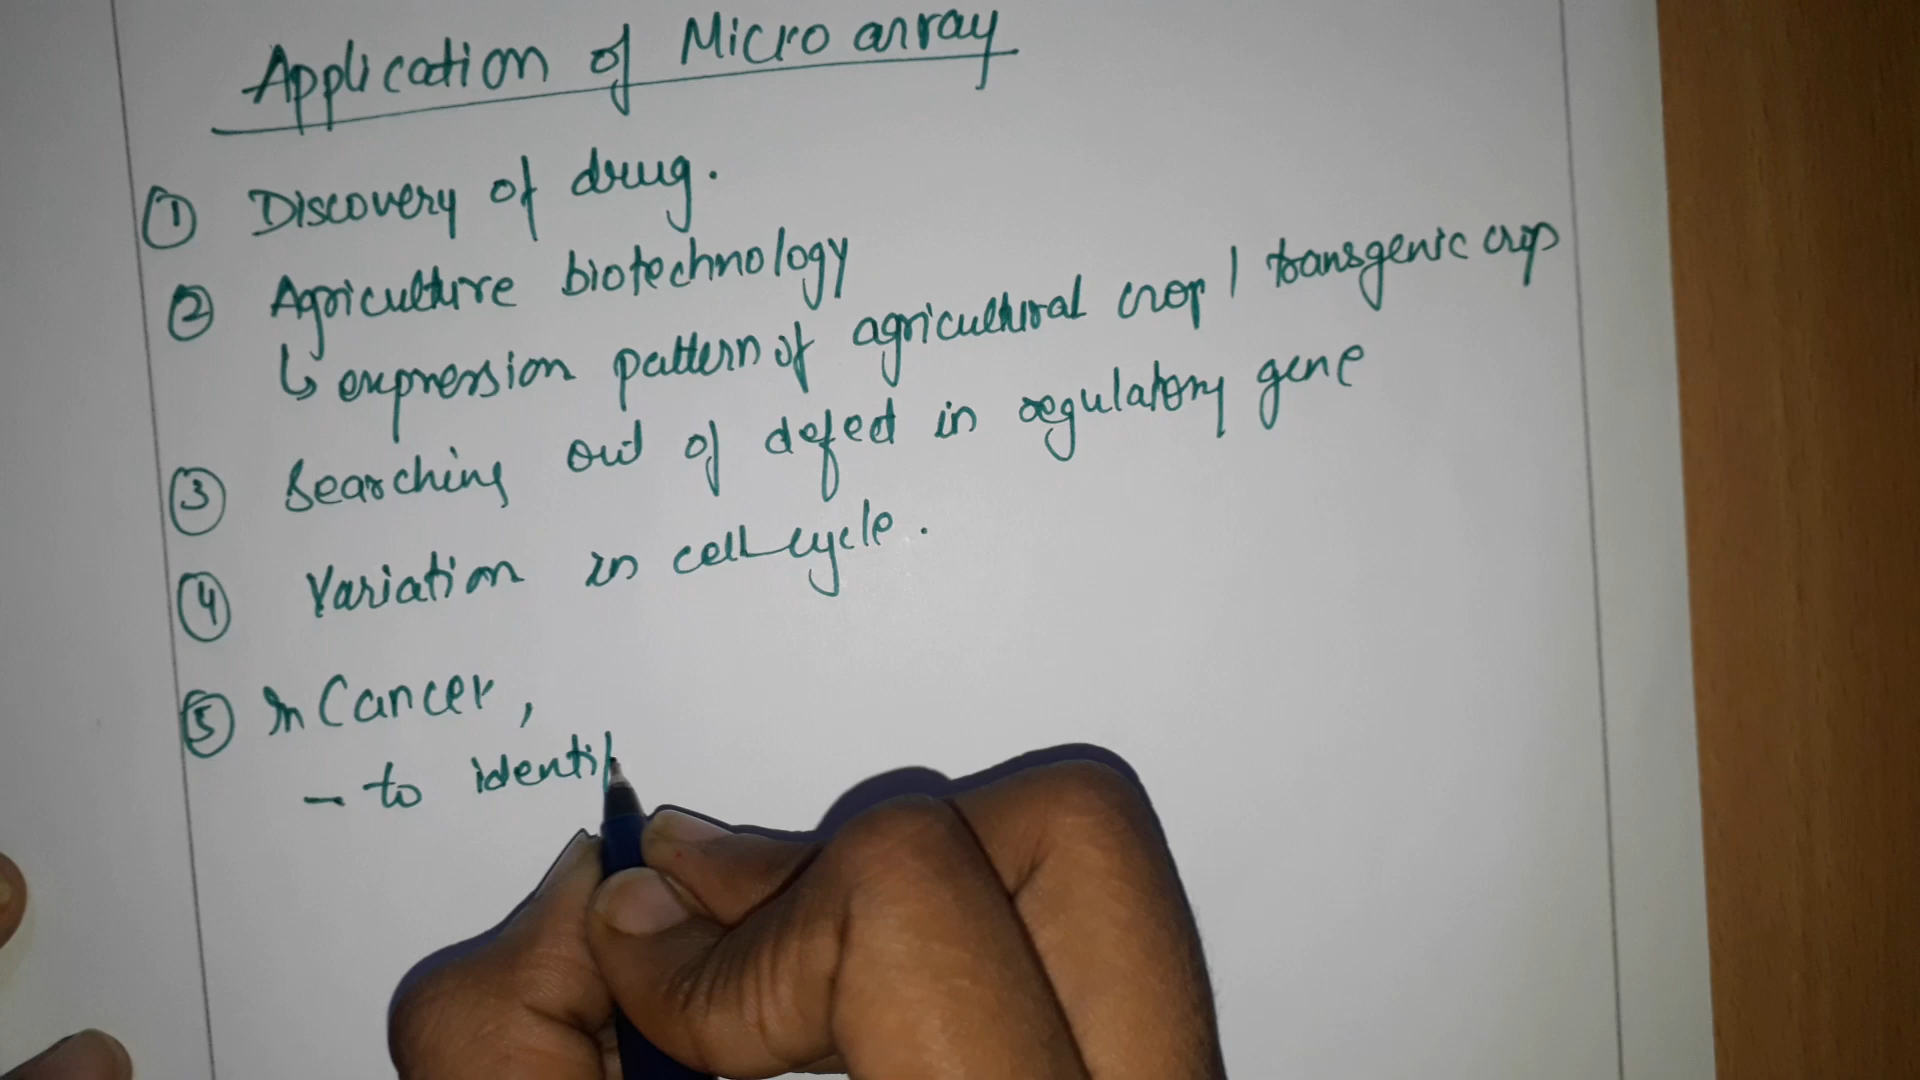 Application of Micro array
① Discovery of drug.
② Agriculture biotechnology
↳ expression pattern of agricultural crop | transgenic crop
③ Searching out of defect in regulatory gene
④ Variation in cell cycle.
⑤ In Cancer,
- to identif